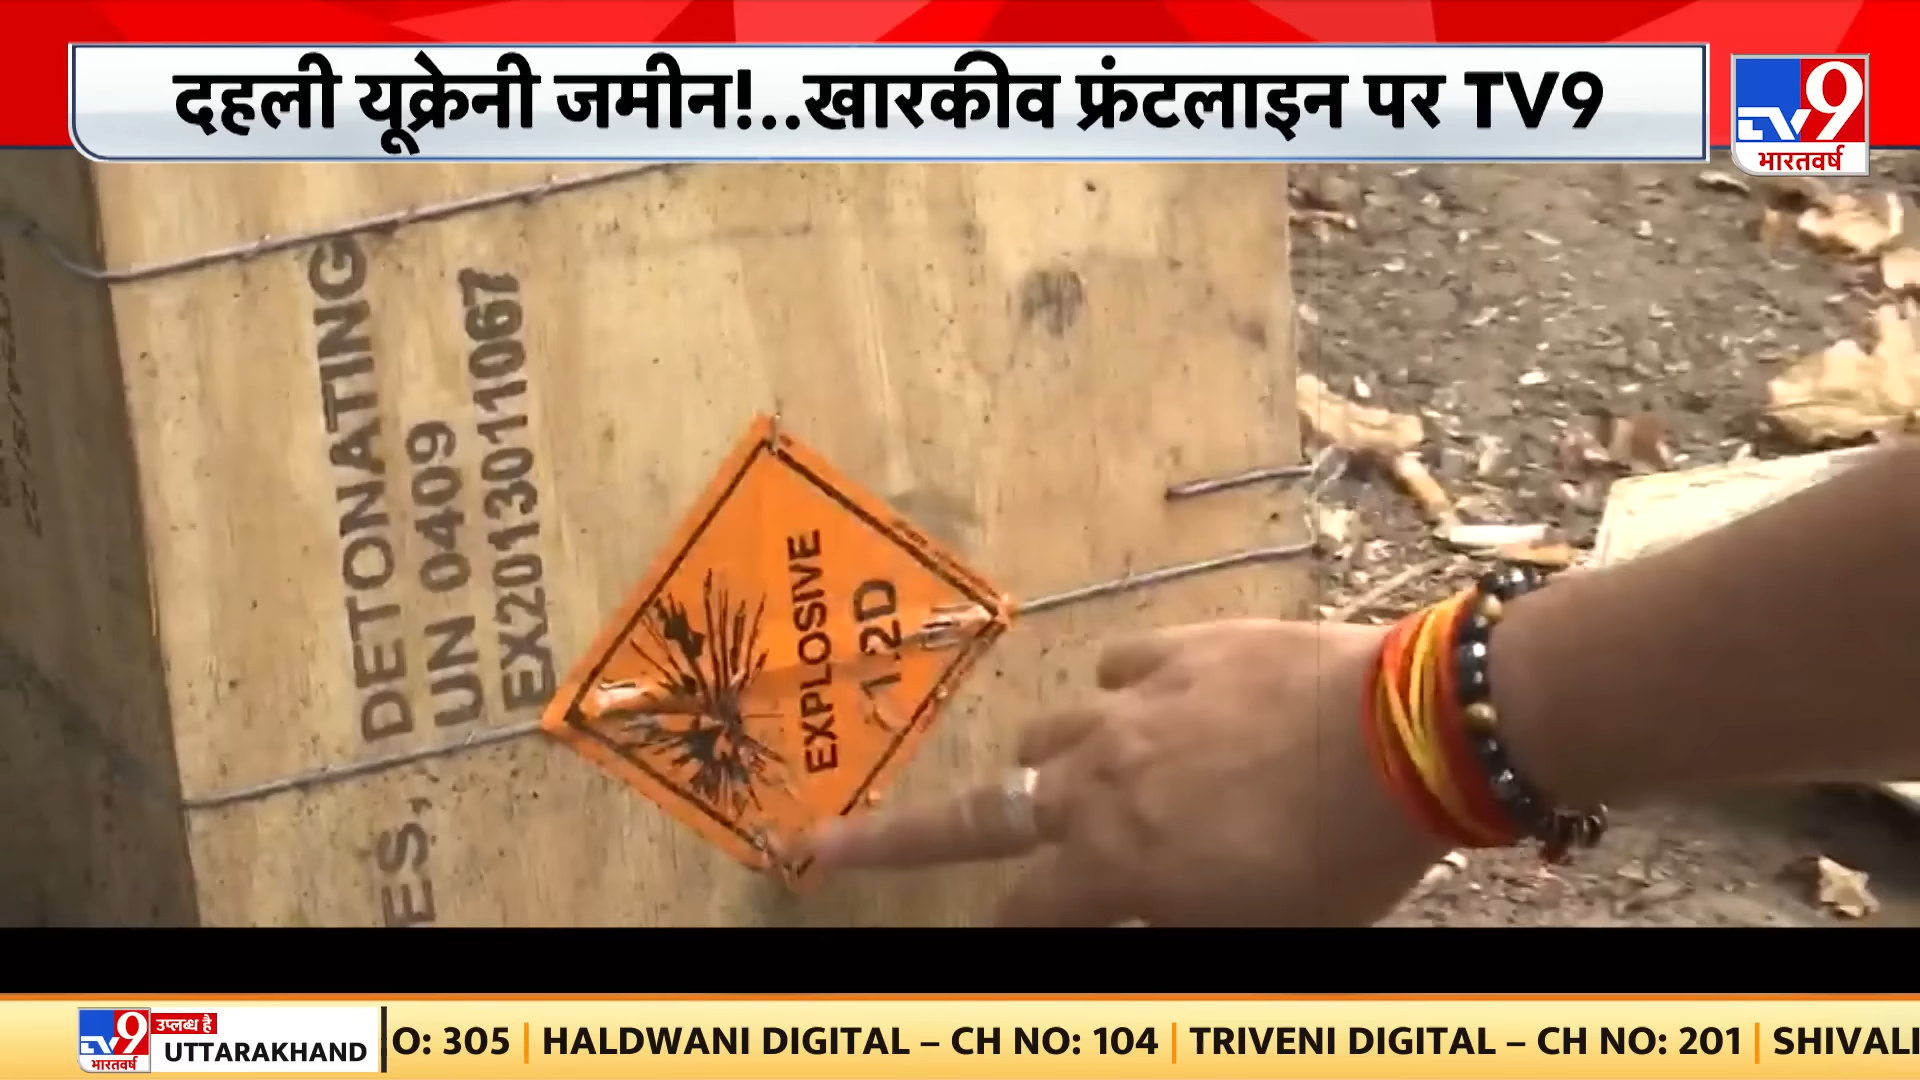 दहली यूक्रेनी जमीन!..खारकीव फ्रंटलाइन पर TV9
TV9
भारतवर्ष
ES, DETONATING
UN 0409
EX2013011067
EXPLOSIVE
1.2D
TV9 उपलब्ध है
भारतवर्ष UTTARAKHAND
O: 305 | HALDWANI DIGITAL – CH NO: 104 | TRIVENI DIGITAL – CH NO: 201 | SHIVALI